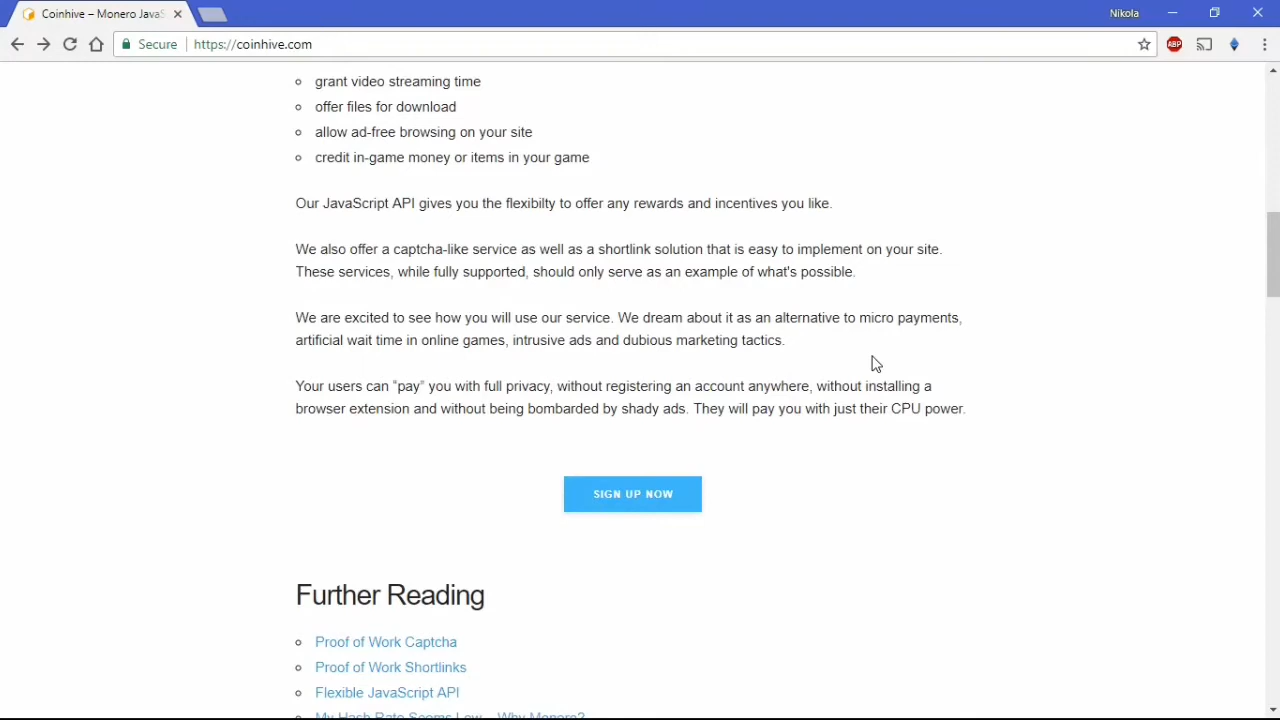 Coinhive – Monero JavaS
Nikola
Secure
https://coinhive.com
ABP
grant video streaming time
offer files for download
allow ad-free browsing on your site
credit in-game money or items in your game
Our JavaScript API gives you the flexibilty to offer any rewards and incentives you like.
We also offer a captcha-like service as well as a shortlink solution that is easy to implement on your site.
These services, while fully supported, should only serve as an example of what's possible.
We are excited to see how you will use our service. We dream about it as an alternative to micro payments,
artificial wait time in online games, intrusive ads and dubious marketing tactics.
Your users can "pay" you with full privacy, without registering an account anywhere, without installing a
browser extension and without being bombarded by shady ads. They will pay you with just their CPU power.
SIGN UP NOW
Further Reading
Proof of Work Captcha
Proof of Work Shortlinks
Flexible JavaScript API
My Hash Rate Seems Low – Why Monero?